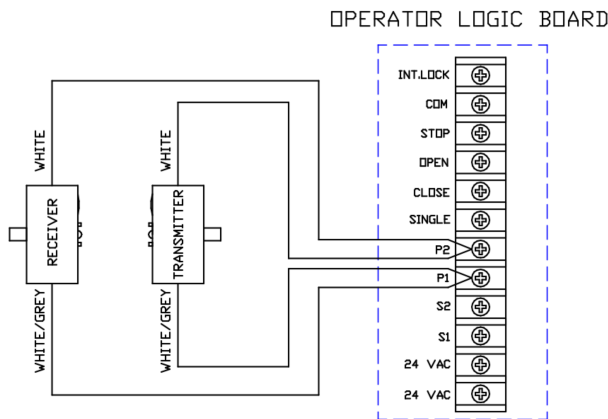 OPERATOR LOGIC BOARD
INT.LOCK
COM
STOP
OPEN
CLOSE
SINGLE
P2
P1
S2
S1
24 VAC
24 VAC
WHITE
WHITE
RECEIVER
TRANSMITTER
WHITE/GREY
WHITE/GREY